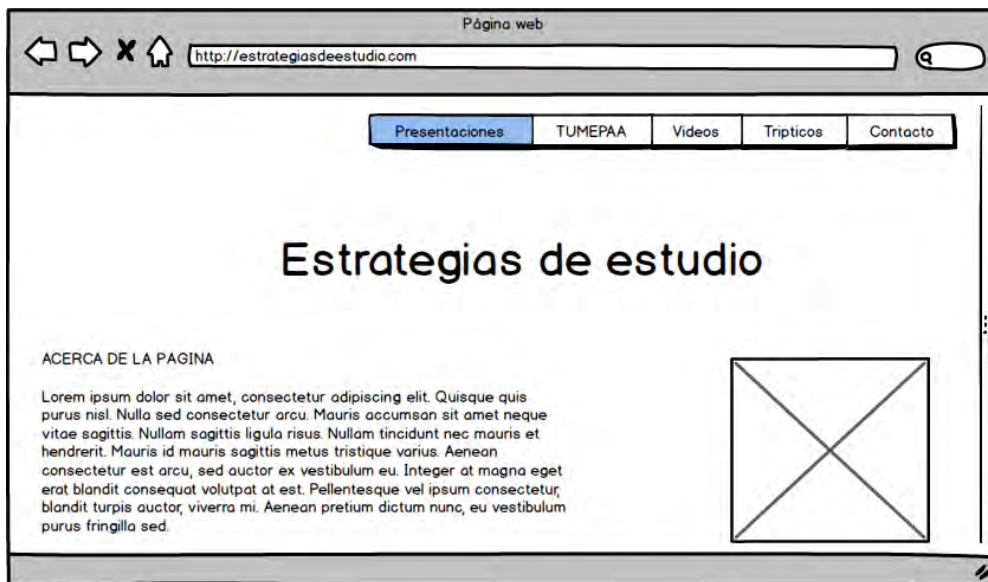 Página web
http://estrategiasdeestudio.com
Presentaciones TUMEPAA Videos Tripticos Contacto
Estrategias de estudio
ACERCA DE LA PAGINA
Lorem ipsum dolor sit amet, consectetur adipiscing elit. Quisque quis
purus nisl. Nulla sed consectetur arcu. Mauris accumsan sit amet neque
vitae sagittis. Nullam sagittis ligula risus. Nullam tincidunt nec mauris et
hendrerit. Mauris id mauris sagittis metus tristique varius. Aenean
consectetur est arcu, sed auctor ex vestibulum eu. Integer at magna eget
erat blandit consequat volutpat at est. Pellentesque vel ipsum consectetur,
blandit turpis auctor, viverra mi. Aenean pretium dictum nunc, eu vestibulum
purus fringilla sed.